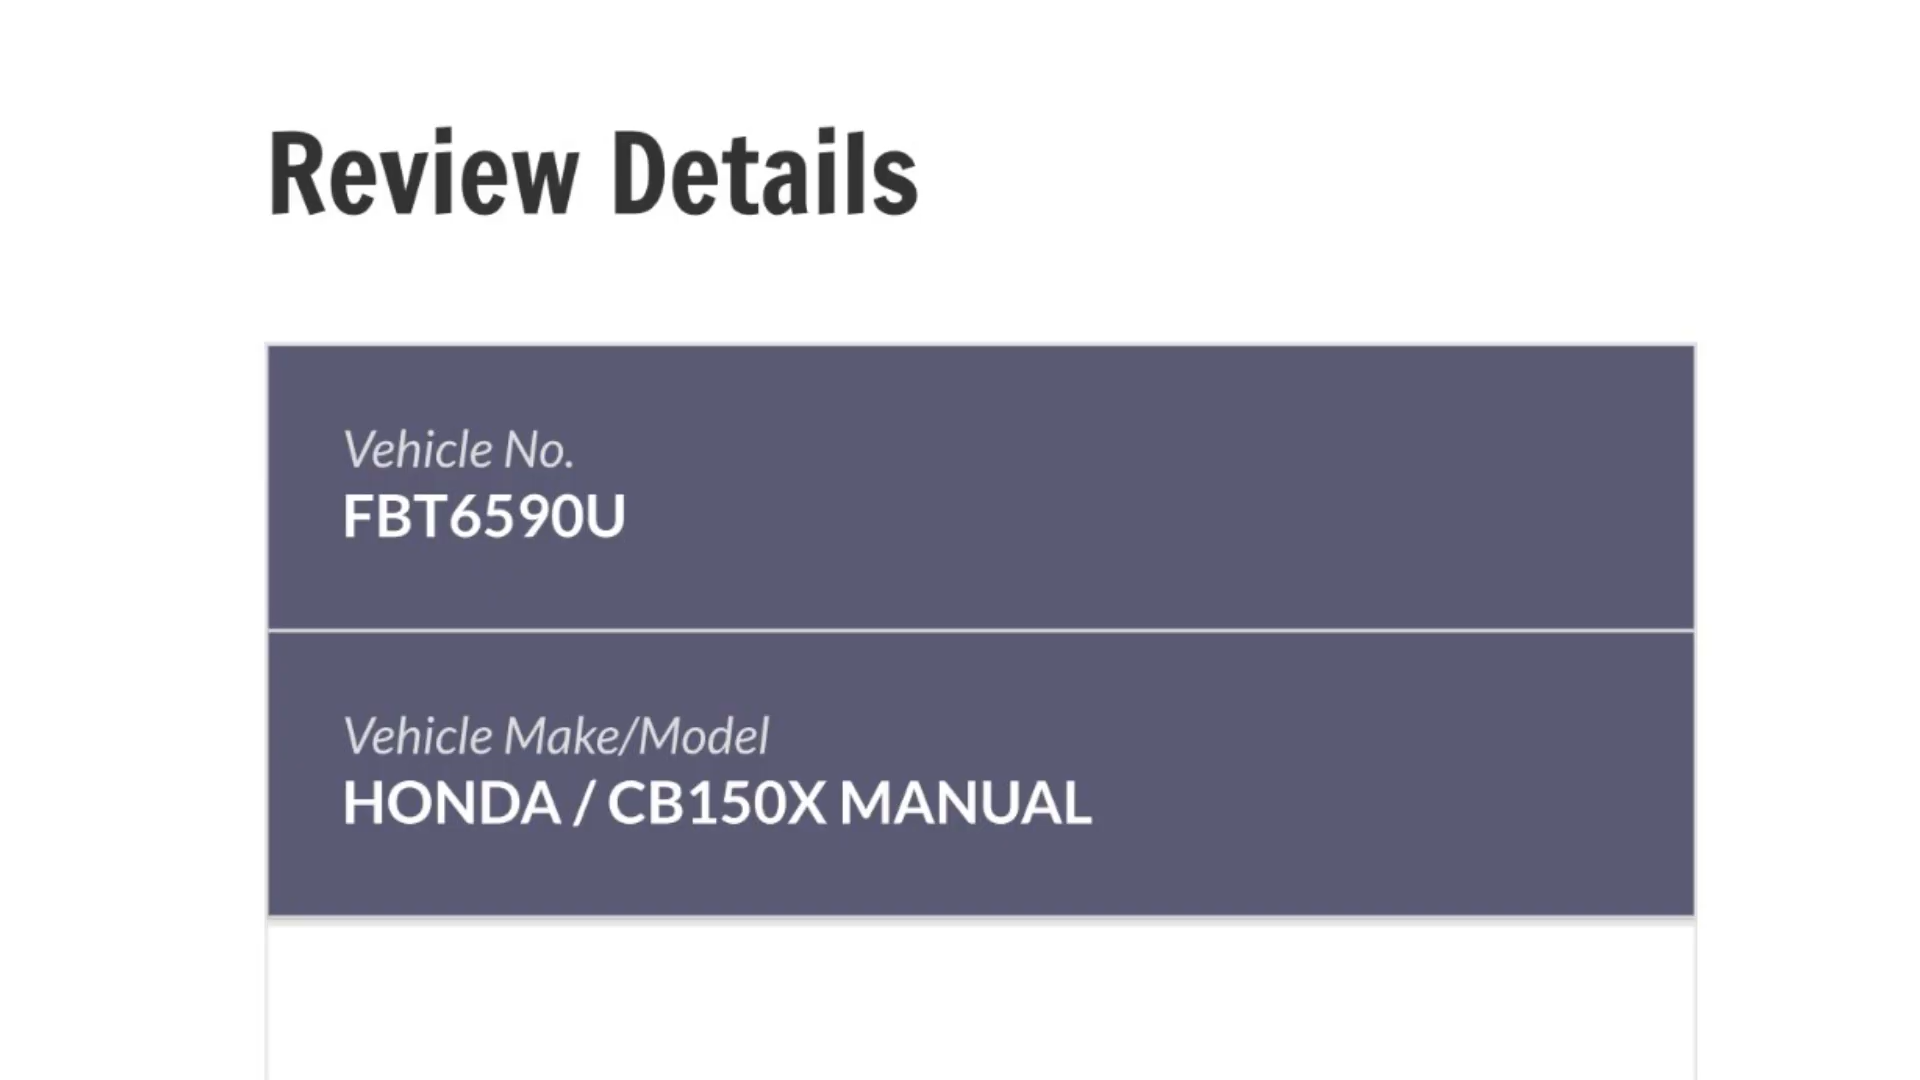 Review Details
Vehicle No.
FBT6590U
Vehicle Make/Model
HONDA / CB150X MANUAL